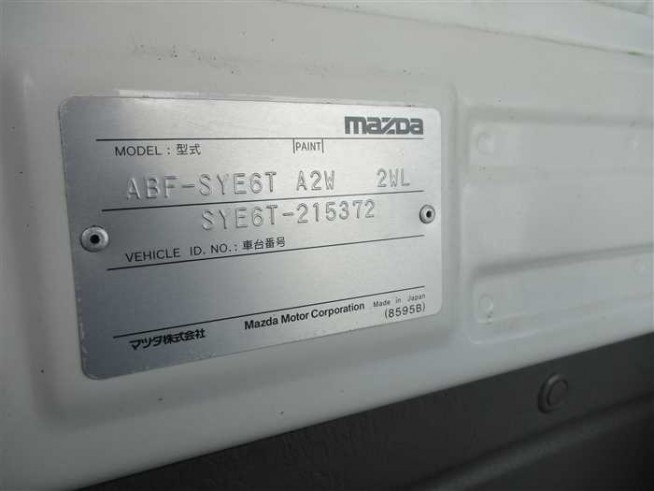 mazda
MODEL : 型式 PAINT
ABF-SYE6T A2W 2WL
SYE6T-215372
VEHICLE ID. NO. : 車台番号
マツダ株式会社 Mazda Motor Corporation Made in Japan
(8595B)